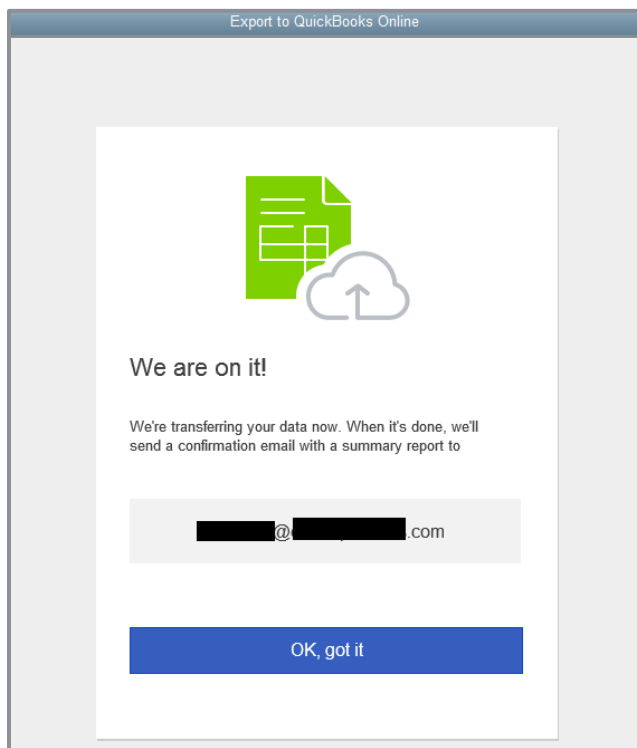 Export to QuickBooks Online
We are on it!
We're transferring your data now. When it's done, we'll
send a confirmation email with a summary report to
@ .com
OK, got it